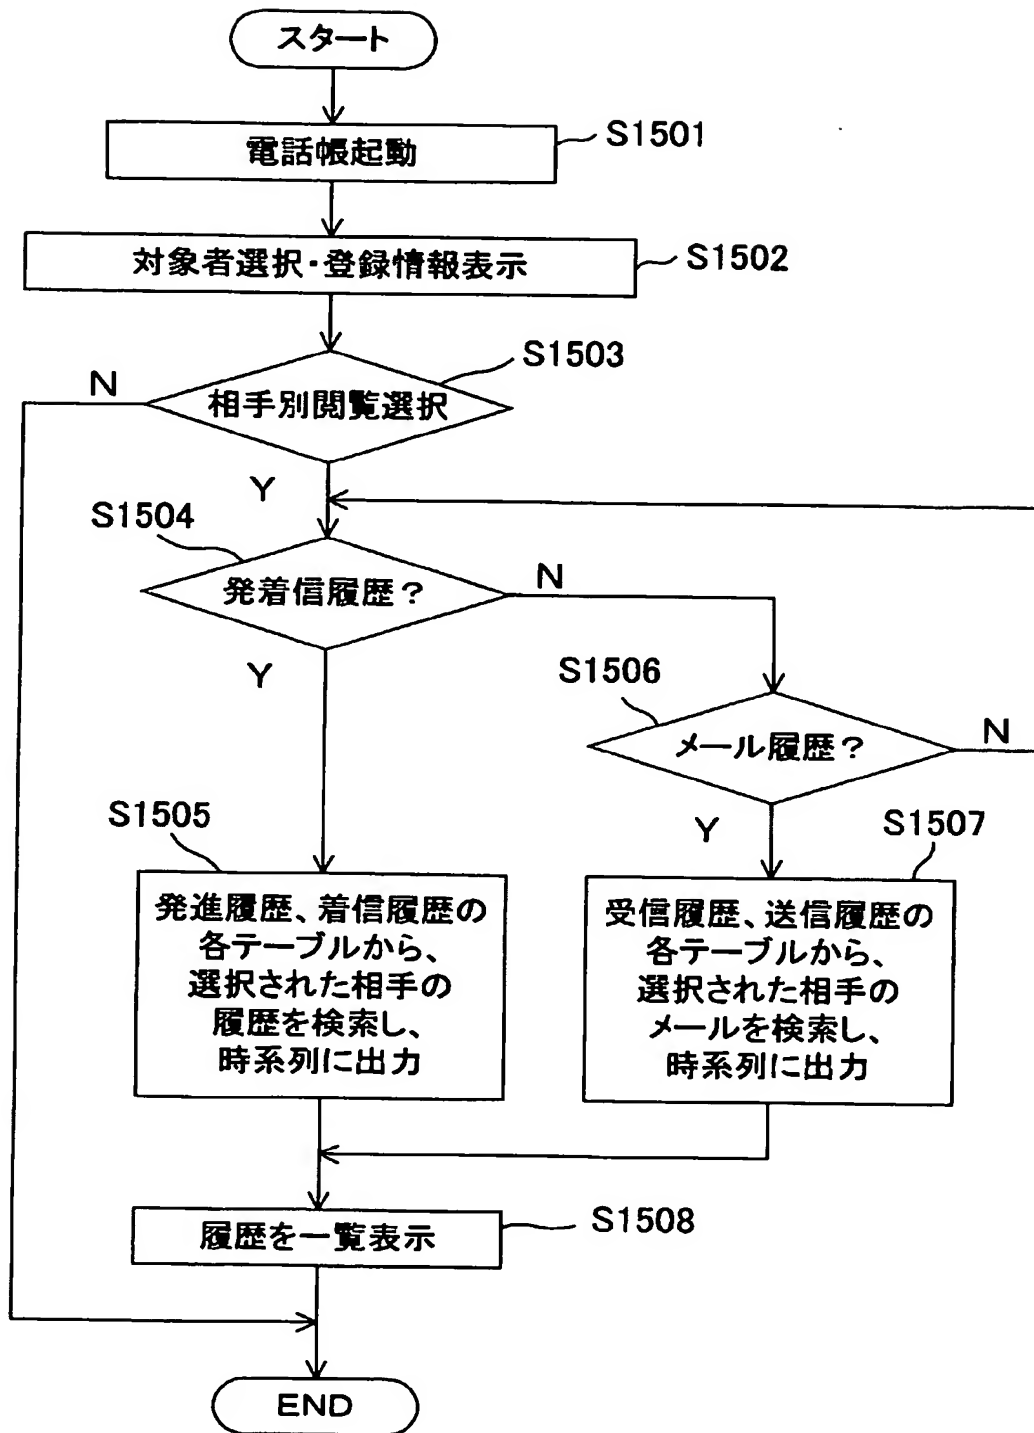 スタート
電話帳起動
S1501
対象者選択・登録情報表示
S1502
相手別閲覧選択
S1503
N
Y
S1504
発着信履歴？
N
Y
S1506
メール履歴？
N
Y
S1505
発進履歴、着信履歴の
各テーブルから、
選択された相手の
履歴を検索し、
時系列に出力
S1507
受信履歴、送信履歴の
各テーブルから、
選択された相手の
メールを検索し、
時系列に出力
履歴を一覧表示
S1508
END